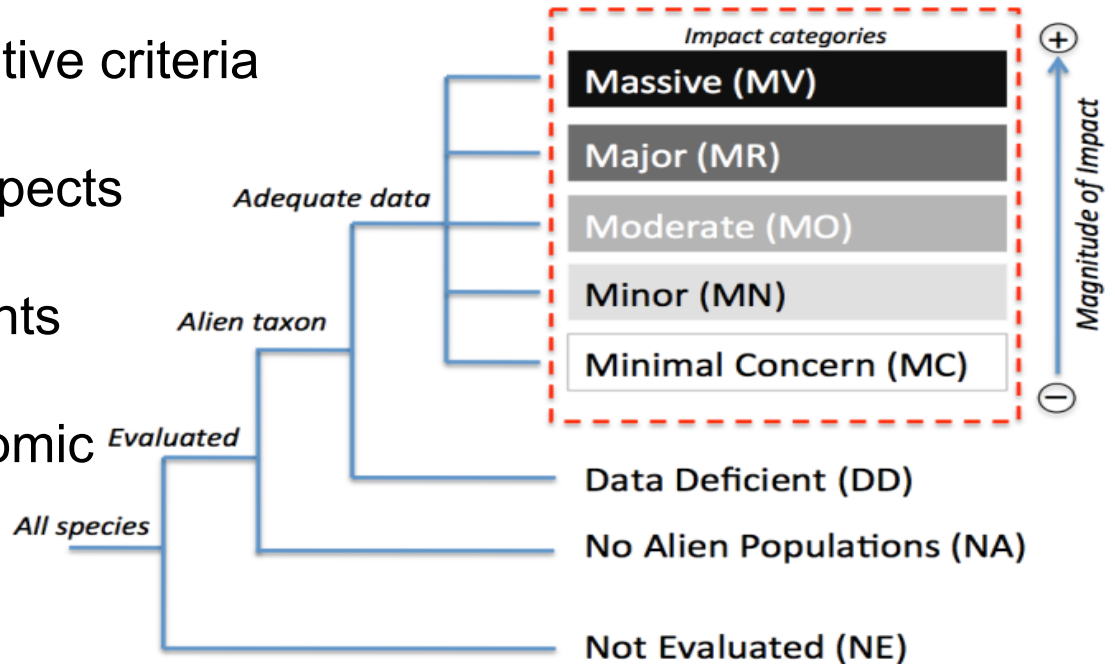 tive criteria
pects
nts
omic
Impact categories
Massive (MV)
Major (MR)
Moderate (MO)
Minor (MN)
Minimal Concern (MC)
+
Magnitude of Impact
−
Adequate data
Alien taxon
Evaluated
All species
Data Deficient (DD)
No Alien Populations (NA)
Not Evaluated (NE)